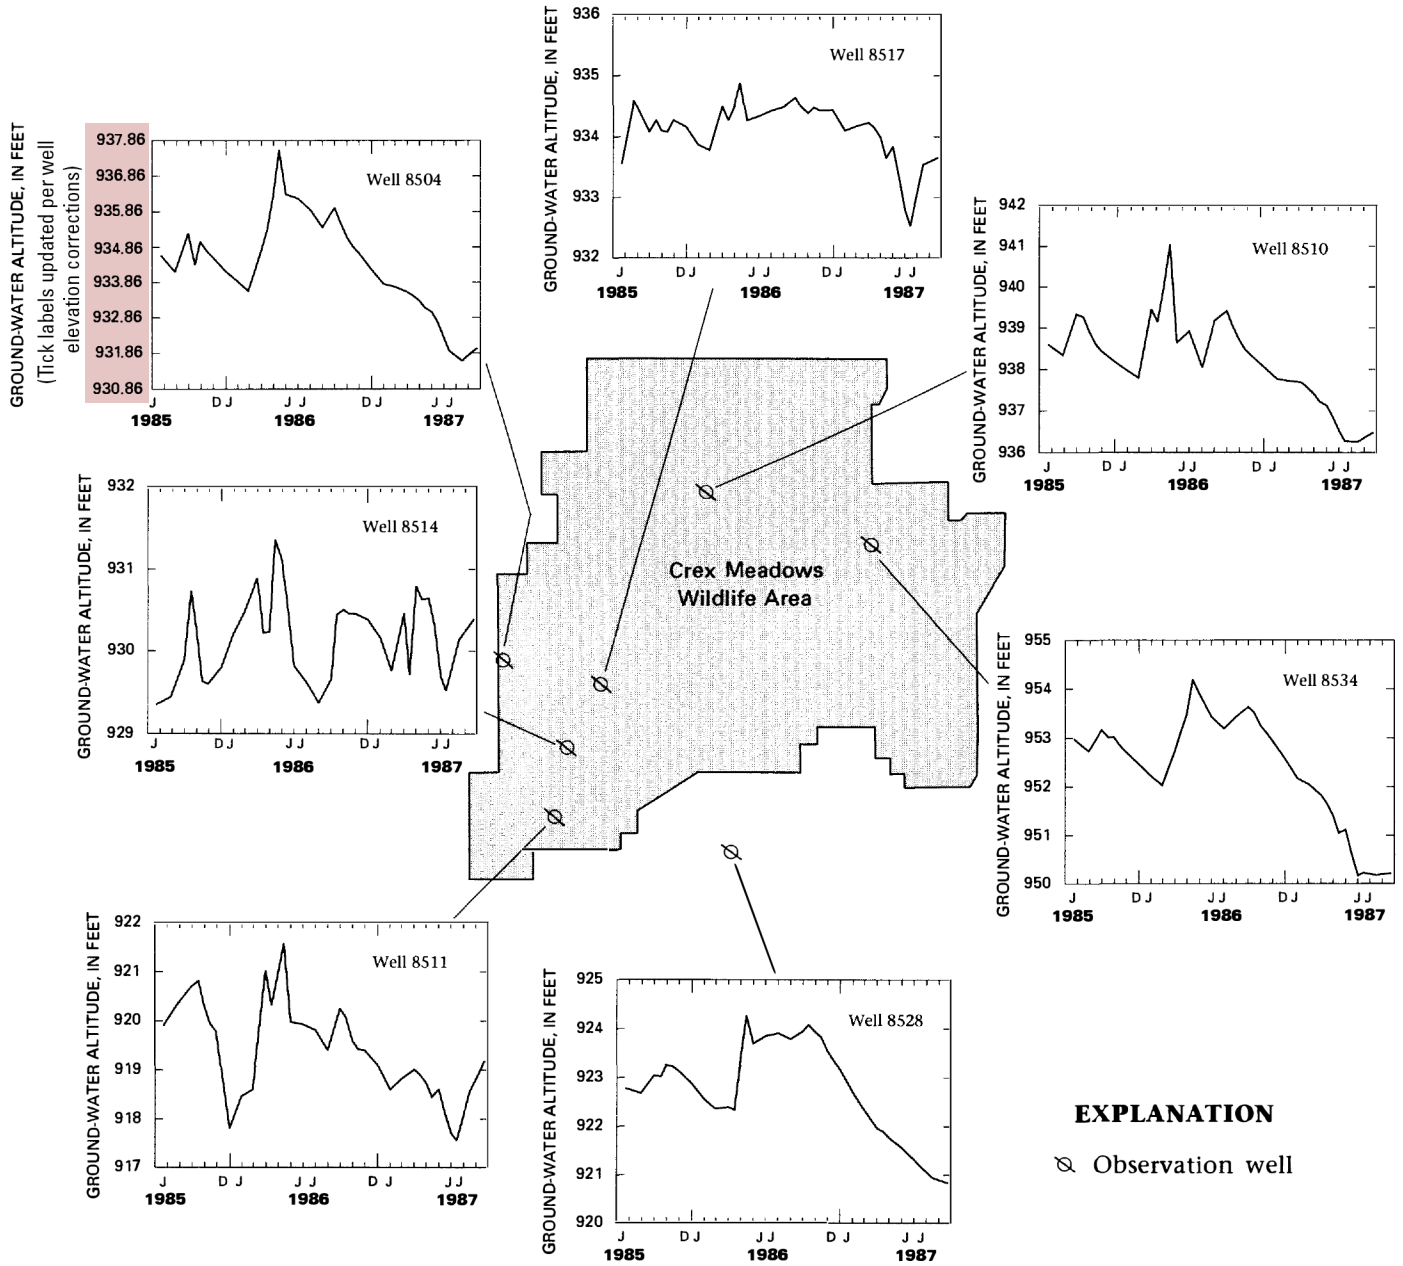 GROUND-WATER ALTITUDE, IN FEET
936
935
934
933
932
Well 8517
J
D J
J J
D
J J
1985
1986
1987
GROUND-WATER ALTITUDE, IN FEET
(Tick labels updated per well
elevation corrections)
937.86
936.86
935.86
934.86
933.86
932.86
931.86
930.86
Well 8504
J
D J
J J
D
J J
1985
1986
1987
GROUND-WATER ALTITUDE, IN FEET
942
941
940
939
938
937
936
Well 8510
J
D J
J J
D J
J J
1985
1986
1987
GROUND-WATER ALTITUDE, IN FEET
932
931
930
929
Well 8514
J
D J
J J
D
J J
1985
1986
1987
Crex Meadows
Wildlife Area
GROUND-WATER ALTITUDE, IN FEET
955
954
953
952
951
950
Well 8534
J
D J
J J
D J
J J
1985
1986
1987
GROUND-WATER ALTITUDE, IN FEET
922
921
920
919
918
917
Well 8511
J
D J
J J
D J
J J
1985
1986
1987
GROUND-WATER ALTITUDE, IN FEET
925
924
923
922
921
920
Well 8528
J
D J
J J
D J
J J
1985
1986
1987
EXPLANATION
Observation well